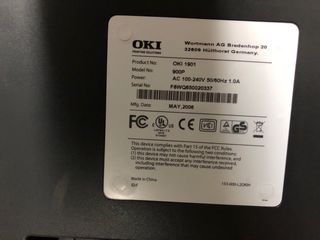 OKI
PRINTING SOLUTIONS
Wortmann AG Bredenhop 20
32609 Hüllhorst Germany.
Product: OKI 1901
Model No: 900P
Power: AC 100-240V 50/60Hz 1.0A
Serial No:
Mfg. Date: MAY,2006
FC CE
This device complies with Part 15 of the FCC Rules.
Operation is subject to the following two conditions:
(1) this device may not cause harmful interference, and
(2) this device must accept any interference received,
including interference that may cause undesired
operation.
Made in China